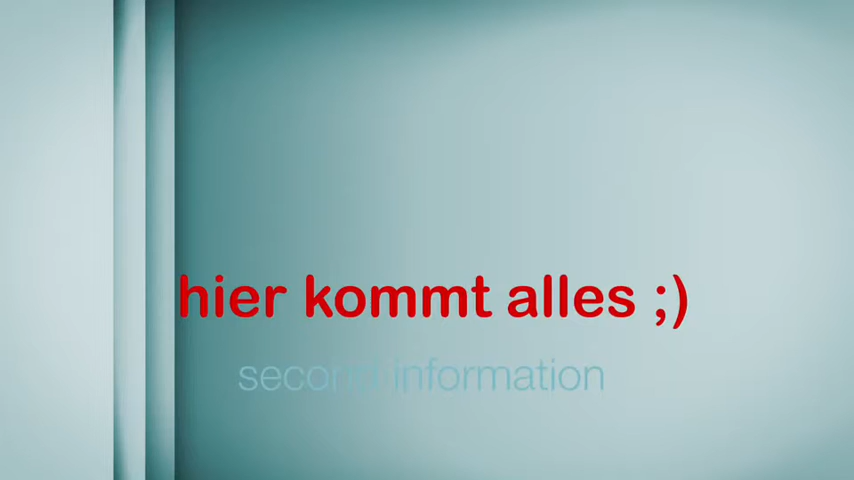 hier kommt alles ;)
second information